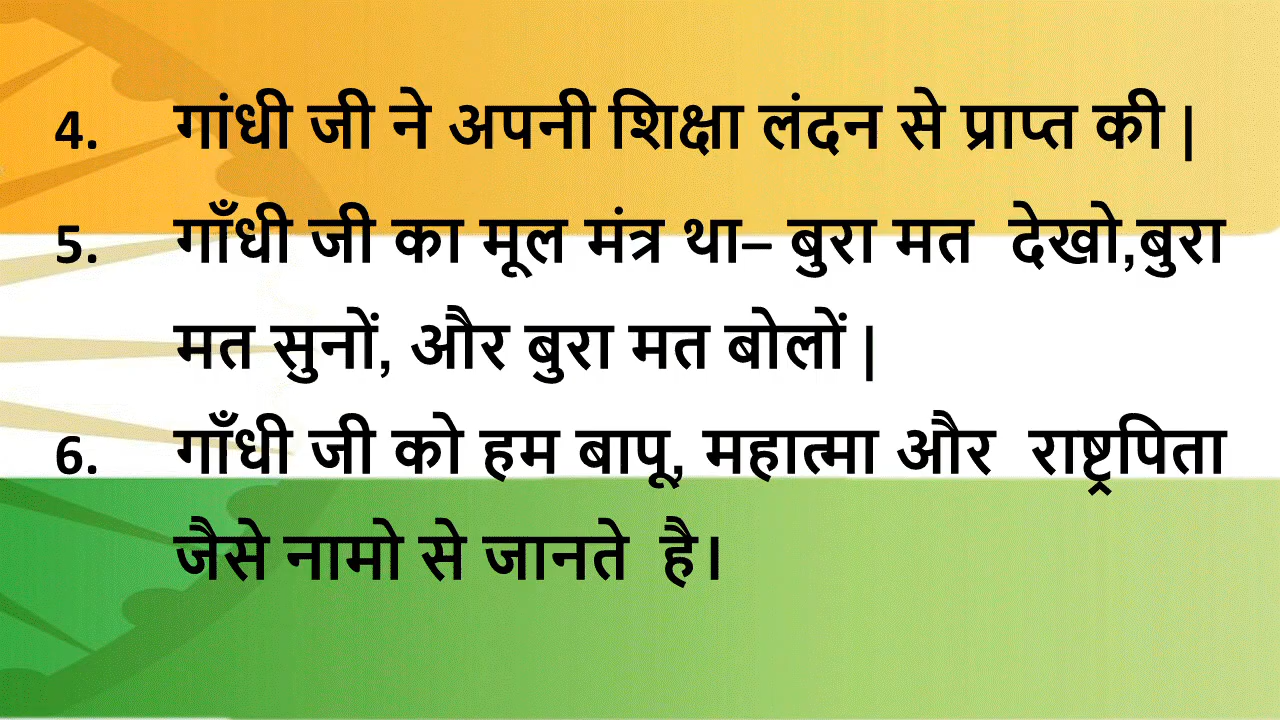 4. गांधी जी ने अपनी शिक्षा लंदन से प्राप्त की |
5. गाँधी जी का मूल मंत्र था– बुरा मत देखो,बुरा
मत सुनों, और बुरा मत बोलों |
6. गाँधी जी को हम बापू, महात्मा और राष्ट्रपिता
जैसे नामो से जानते है।